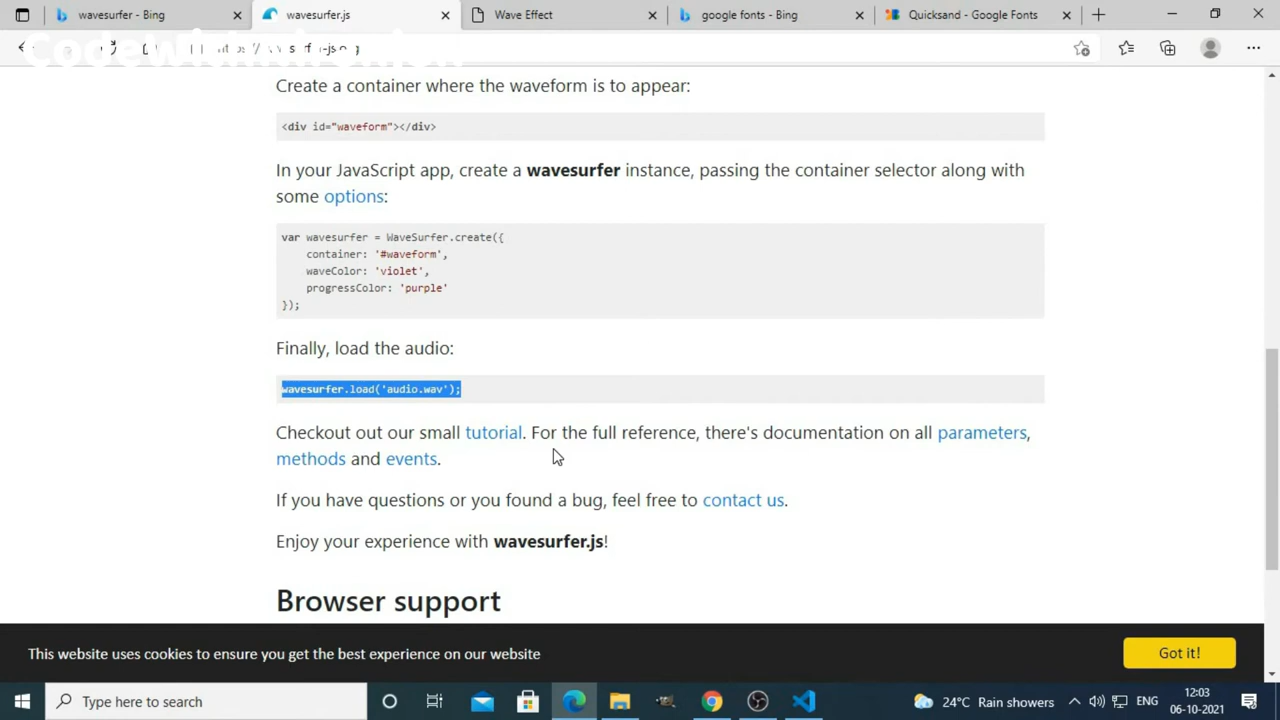 wavesurfer - Bing
wavesurfer.js
Wave Effect
google fonts - Bing
Quicksand - Google Fonts
Create a container where the waveform is to appear:
<div id="waveform"></div>
In your JavaScript app, create a wavesurfer instance, passing the container selector along with
some options:
var wavesurfer = WaveSurfer.create({
container: '#waveform',
waveColor: 'violet',
progressColor: 'purple'
});
Finally, load the audio:
wavesurfer.load('audio.wav');
Checkout out our small tutorial. For the full reference, there's documentation on all parameters,
methods and events.
If you have questions or you found a bug, feel free to contact us.
Enjoy your experience with wavesurfer.js!
Browser support
This website uses cookies to ensure you get the best experience on our website
Got it!
Type here to search
24°C Rain showers
ENG
12:03
06-10-2021